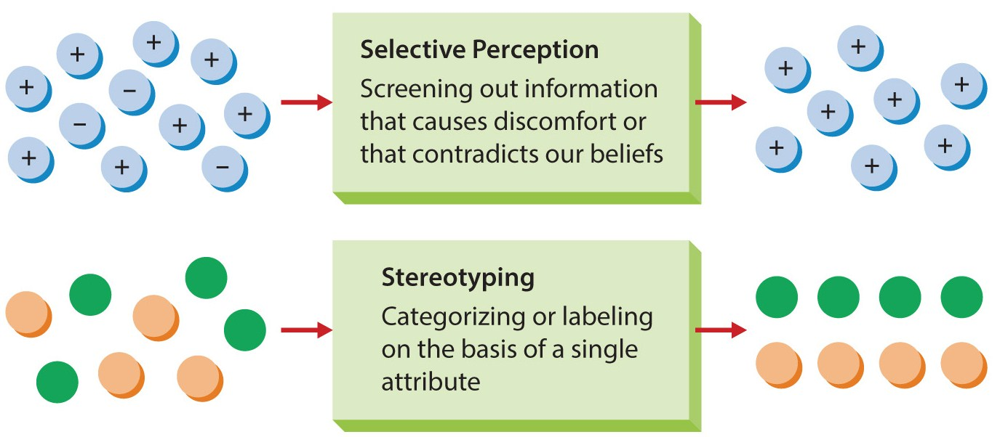 + + + + − + − + + + + −
Selective Perception
Screening out information
that causes discomfort or
that contradicts our beliefs
+ + + + + + + +
Stereotyping
Categorizing or labeling
on the basis of a single
attribute